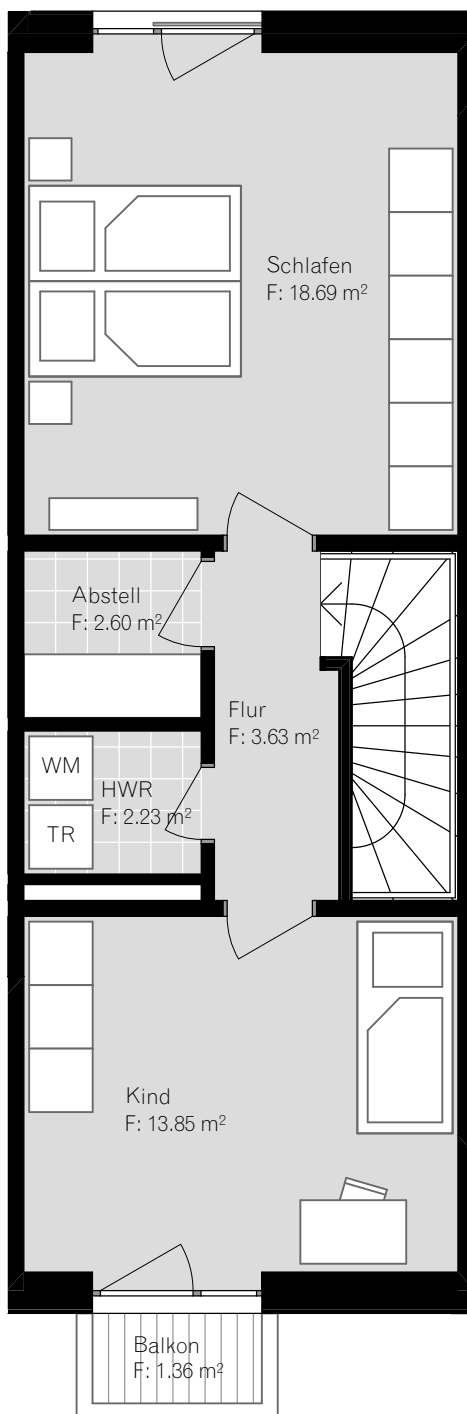 Schlafen
F: 18.69 m²
Abstell
F: 2.60 m²
Flur
F: 3.63 m²
WM
HWR
F: 2.23 m²
TR
Kind
F: 13.85 m²
Balkon
F: 1.36 m²